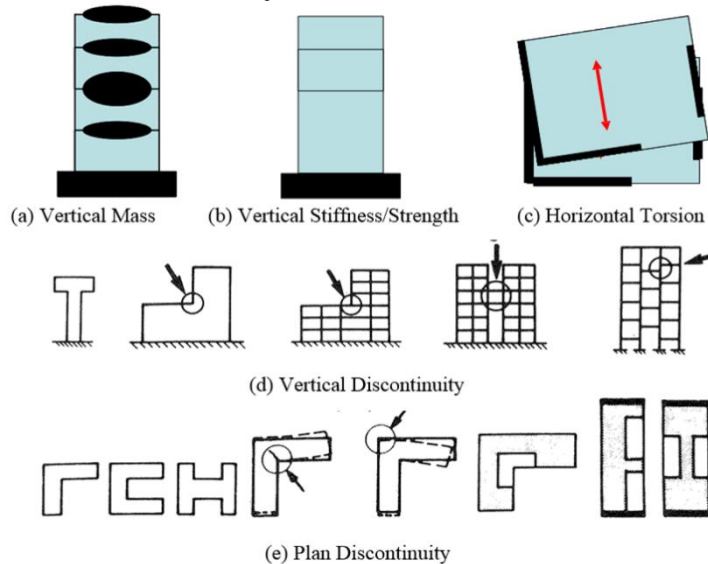 (a) Vertical Mass
(b) Vertical Stiffness/Strength
(c) Horizontal Torsion
(d) Vertical Discontinuity
(e) Plan Discontinuity